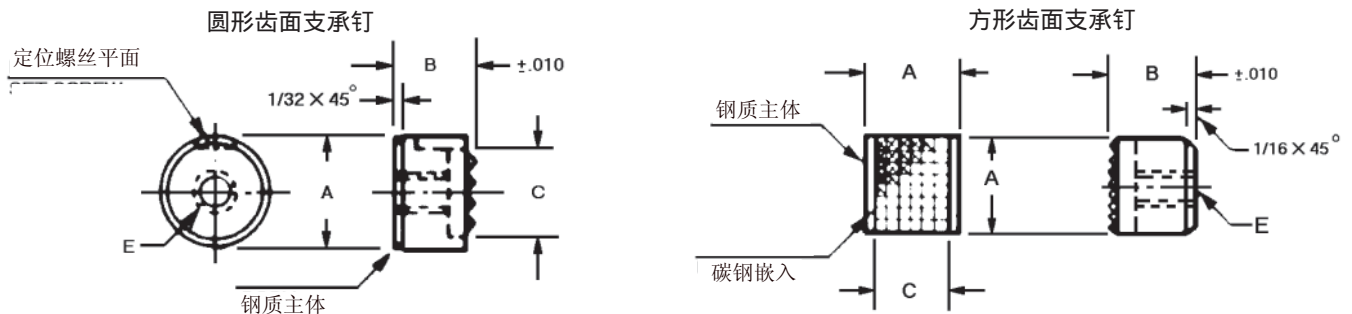 圆形齿面支承钉
定位螺丝平面
B
±.010
1/32 × 45°
A
C
E
钢质主体
方形齿面支承钉
A
B
±.010
钢质主体
1/16 × 45°
A
E
碳钢嵌入
C